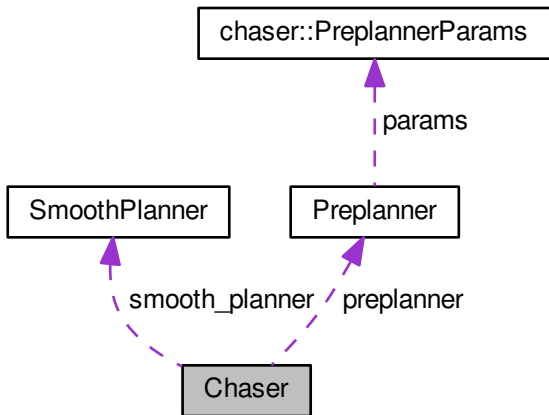 chaser::PreplannerParams
params
SmoothPlanner
Preplanner
smooth_planner
preplanner
Chaser